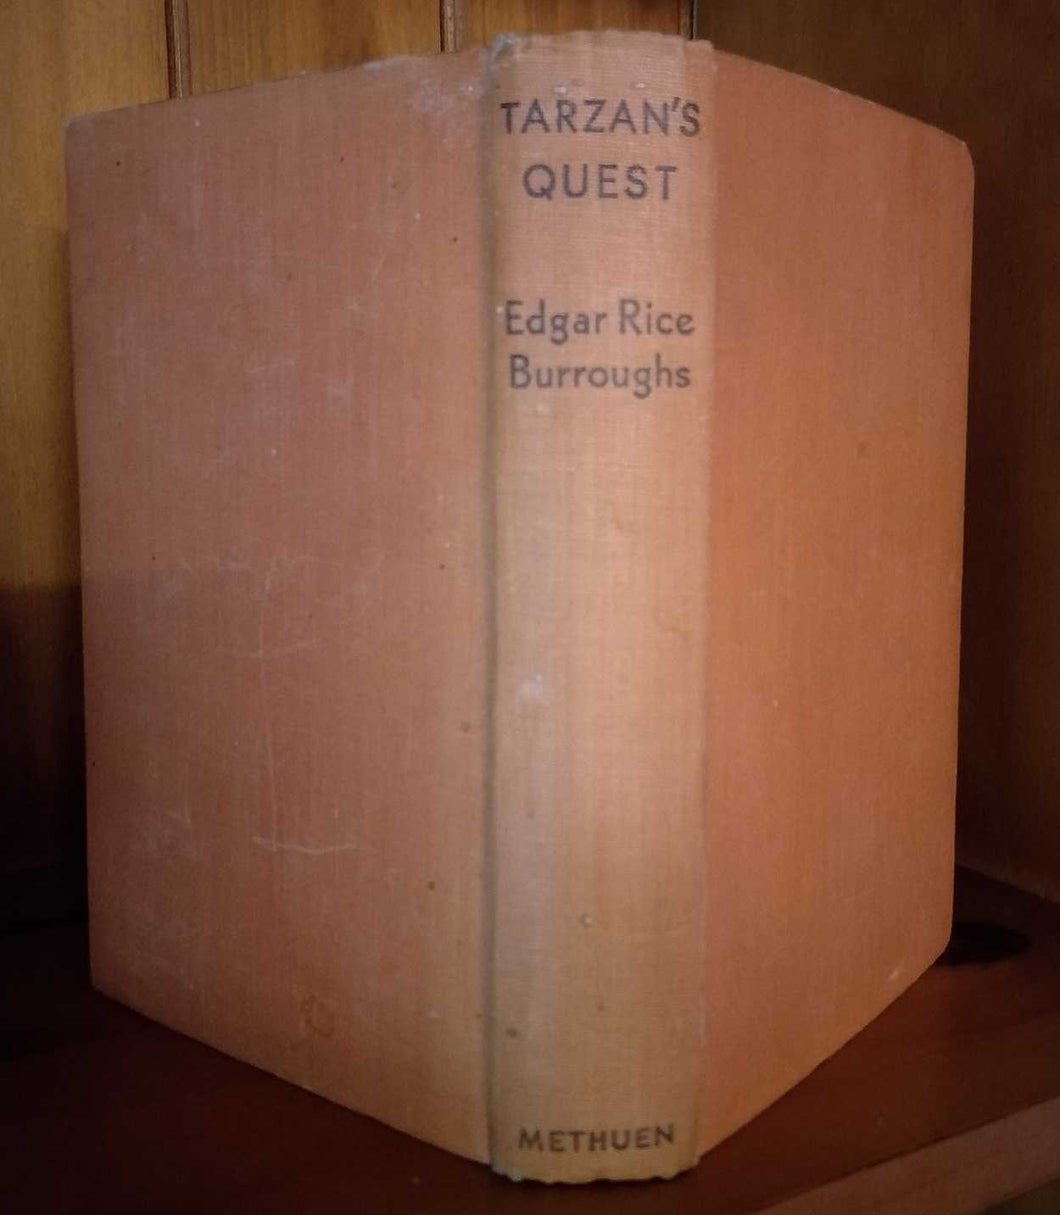 TARZAN'S
QUEST
Edgar Rice
Burroughs
METHUEN